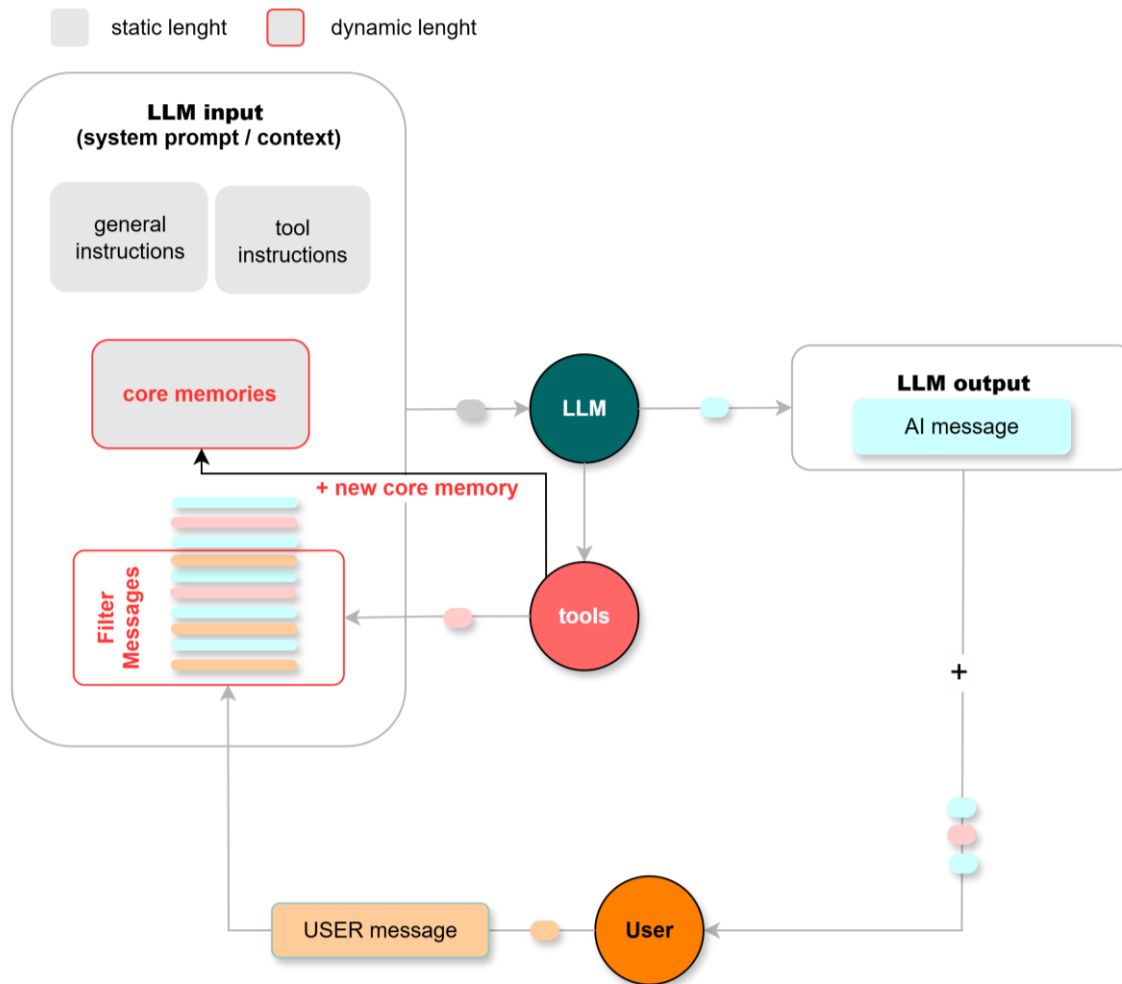 static lenght
dynamic lenght
LLM input
(system prompt / context)
general
instructions
tool
instructions
core memories
+ new core memory
Filter
Messages
LLM
tools
LLM output
AI message
+
USER message
User